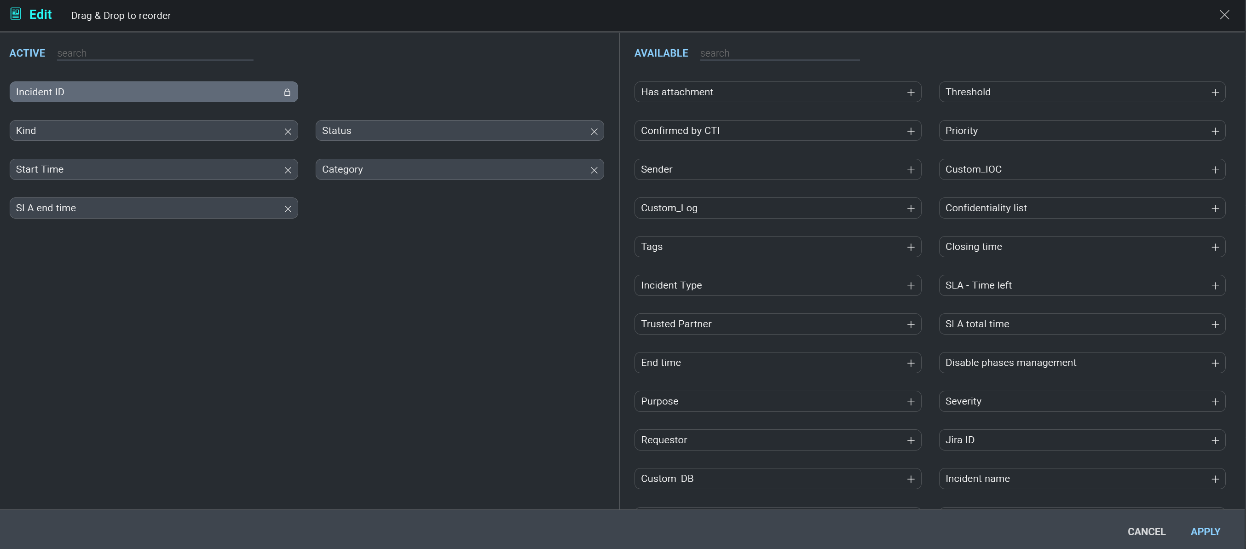 Edit Drag & Drop to reorder
ACTIVE search
Incident ID
Kind Status
Start Time Category
SLA end time
AVAILABLE search
Has attachment Threshold
Confirmed by CTI Priority
Sender Custom_IOC
Custom_Log Confidentiality list
Tags Closing time
Incident Type SLA - Time left
Trusted Partner SLA total time
End time Disable phases management
Purpose Severity
Requestor Jira ID
Custom_DB Incident name
CANCEL APPLY